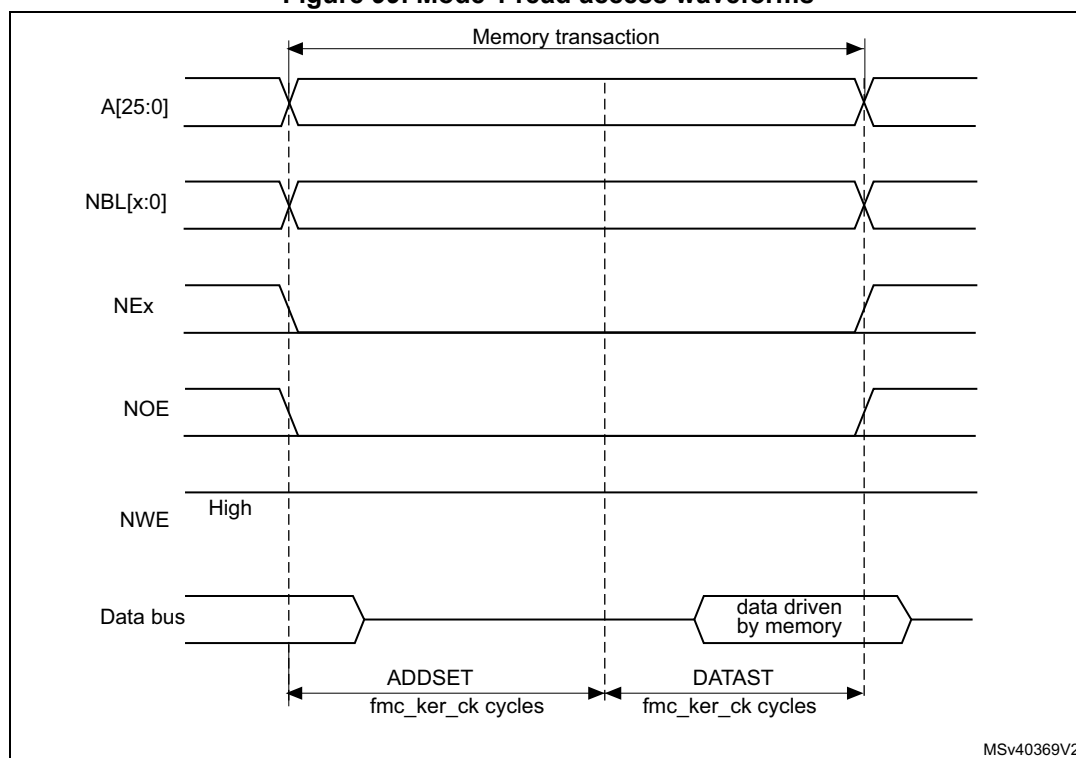 Memory transaction
A[25:0]
NBL[x:0]
NEx
NOE
High
NWE
Data bus
data driven
by memory
ADDSET
DATAST
fmc_ker_ck cycles
fmc_ker_ck cycles
MSv40369V2